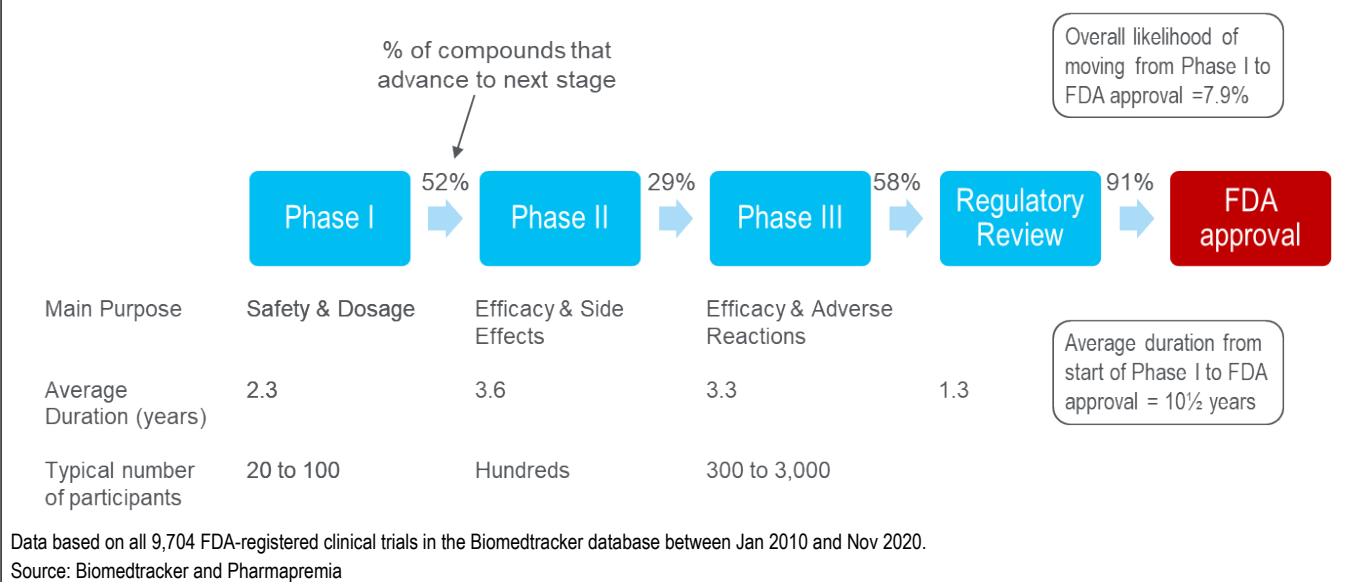 % of compounds that
advance to next stage
Overall likelihood of
moving from Phase I to
FDA approval =7.9%
52%
29%
58%
91%
Phase I
Phase II
Phase III
Regulatory
Review
FDA
approval
Main Purpose
Safety & Dosage
Efficacy & Side
Effects
Efficacy & Adverse
Reactions
Average
Duration (years)
2.3
3.6
3.3
1.3
Average duration from
start of Phase I to FDA
approval = 10½ years
Typical number
of participants
20 to 100
Hundreds
300 to 3,000
Data based on all 9,704 FDA-registered clinical trials in the Biomedtracker database between Jan 2010 and Nov 2020.
Source: Biomedtracker and Pharmapremia